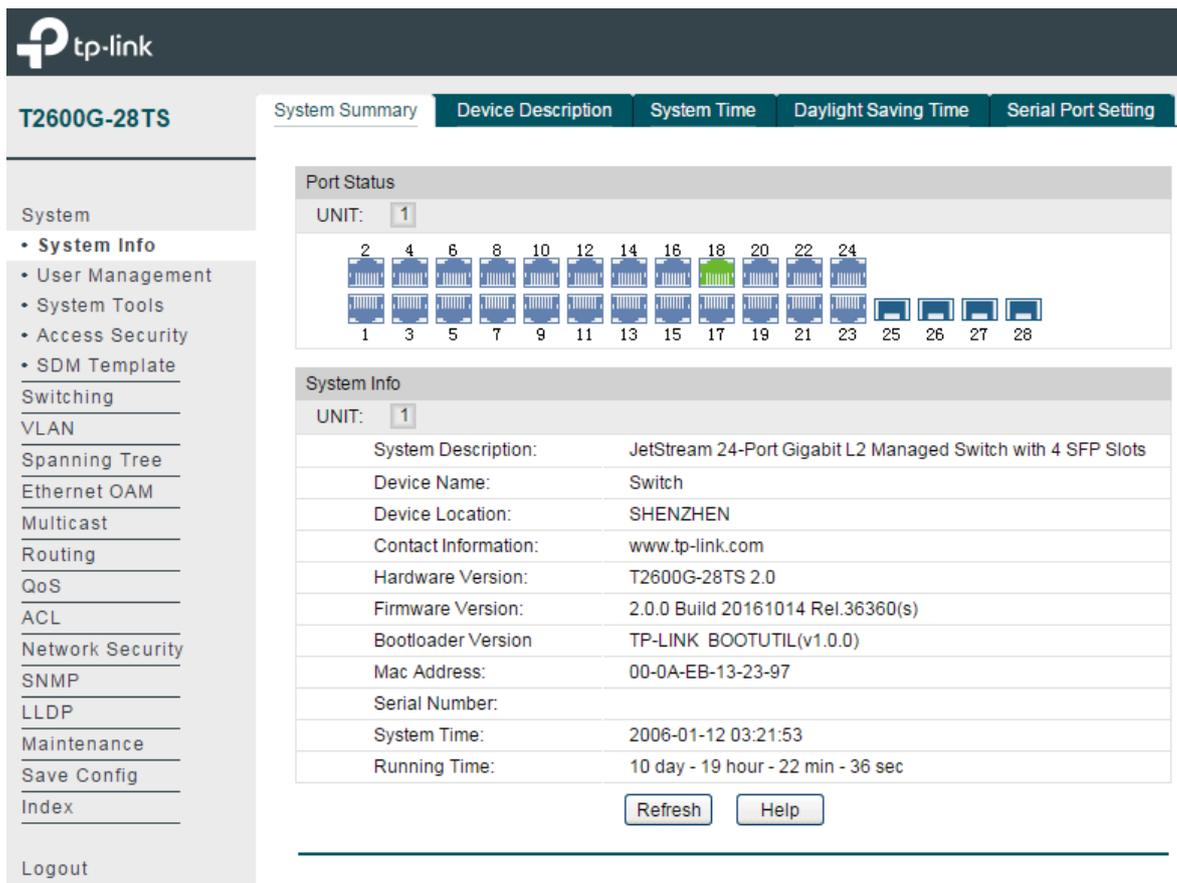 tp-link
T2600G-28TS
System Summary Device Description System Time Daylight Saving Time Serial Port Setting
System
• System Info
• User Management
• System Tools
• Access Security
• SDM Template
Switching
VLAN
Spanning Tree
Ethernet OAM
Multicast
Routing
QoS
ACL
Network Security
SNMP
LLDP
Maintenance
Save Config
Index
Logout
Port Status
UNIT: 1
2 4 6 8 10 12 14 16 18 20 22 24
1 3 5 7 9 11 13 15 17 19 21 23 25 26 27 28
System Info
UNIT: 1
System Description: JetStream 24-Port Gigabit L2 Managed Switch with 4 SFP Slots
Device Name: Switch
Device Location: SHENZHEN
Contact Information: www.tp-link.com
Hardware Version: T2600G-28TS 2.0
Firmware Version: 2.0.0 Build 20161014 Rel.36360(s)
Bootloader Version TP-LINK BOOTUTIL(v1.0.0)
Mac Address: 00-0A-EB-13-23-97
Serial Number:
System Time: 2006-01-12 03:21:53
Running Time: 10 day - 19 hour - 22 min - 36 sec
Refresh Help